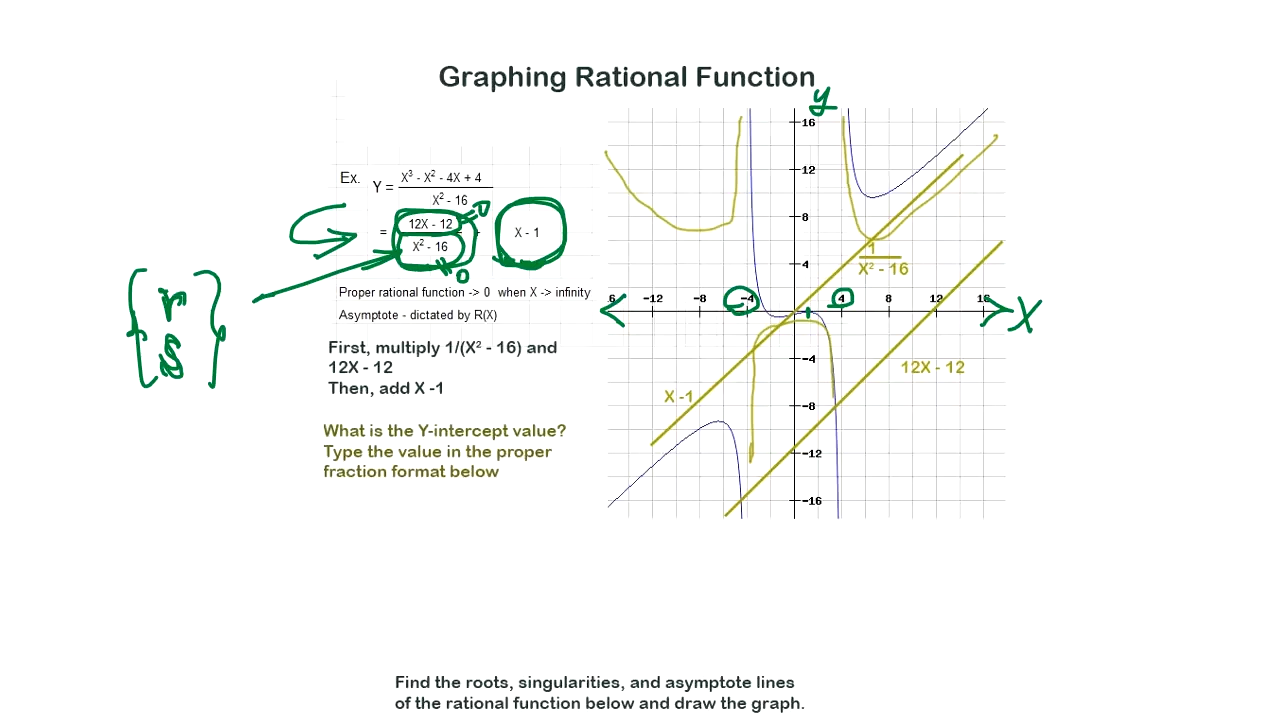 Graphing Rational Function
y
Ex.
Y = X³ - X² - 4X + 4
X² - 16
= 12X - 12
X² - 16
+ X - 1
= 0
= 0
r
s
Proper rational function -> 0 when X -> infinity
Asymptote - dictated by R(X)
First, multiply 1/(X² - 16) and
12X - 12
Then, add X -1
What is the Y-intercept value?
Type the value in the proper
fraction format below
16
12
8
4
6 -12 -8 -4 4 8 12 16
X
-4
-8
-12
-16
1
X² - 16
X -1
12X - 12
Find the roots, singularities, and asymptote lines
of the rational function below and draw the graph.